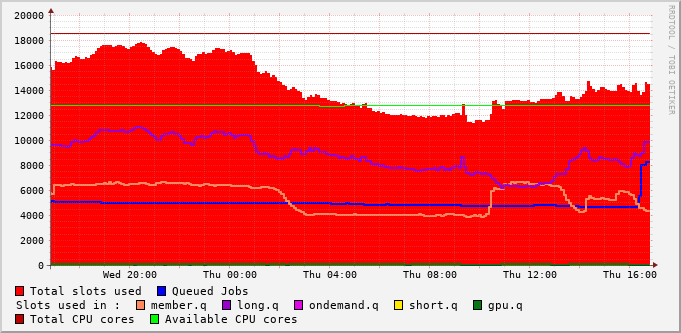 20000
18000
16000
14000
12000
10000
8000
6000
4000
2000
0
Wed 20:00 Thu 00:00 Thu 04:00 Thu 08:00 Thu 12:00 Thu 16:00
RRDTOOL / TOBI OETIKER
Total slots used Queued Jobs
Slots used in : member.q long.q ondemand.q short.q gpu.q
Total CPU cores Available CPU cores